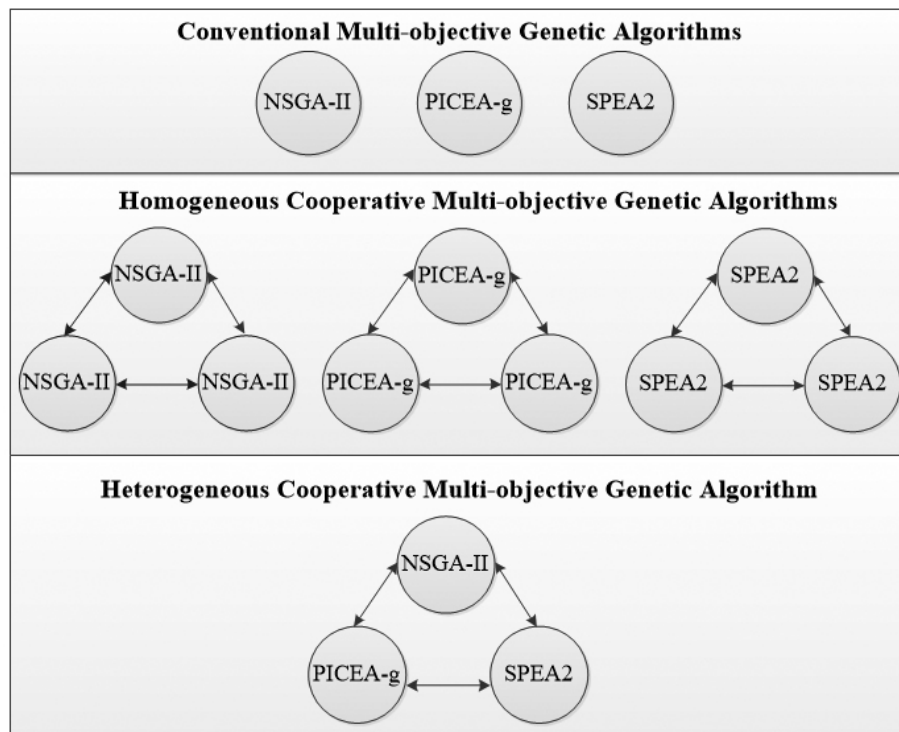 Conventional Multi-objective Genetic Algorithms
NSGA-II PICEA-g SPEA2
Homogeneous Cooperative Multi-objective Genetic Algorithms
NSGA-II PICEA-g SPEA2
NSGA-II NSGA-II PICEA-g PICEA-g SPEA2 SPEA2
Heterogeneous Cooperative Multi-objective Genetic Algorithm
NSGA-II
PICEA-g SPEA2